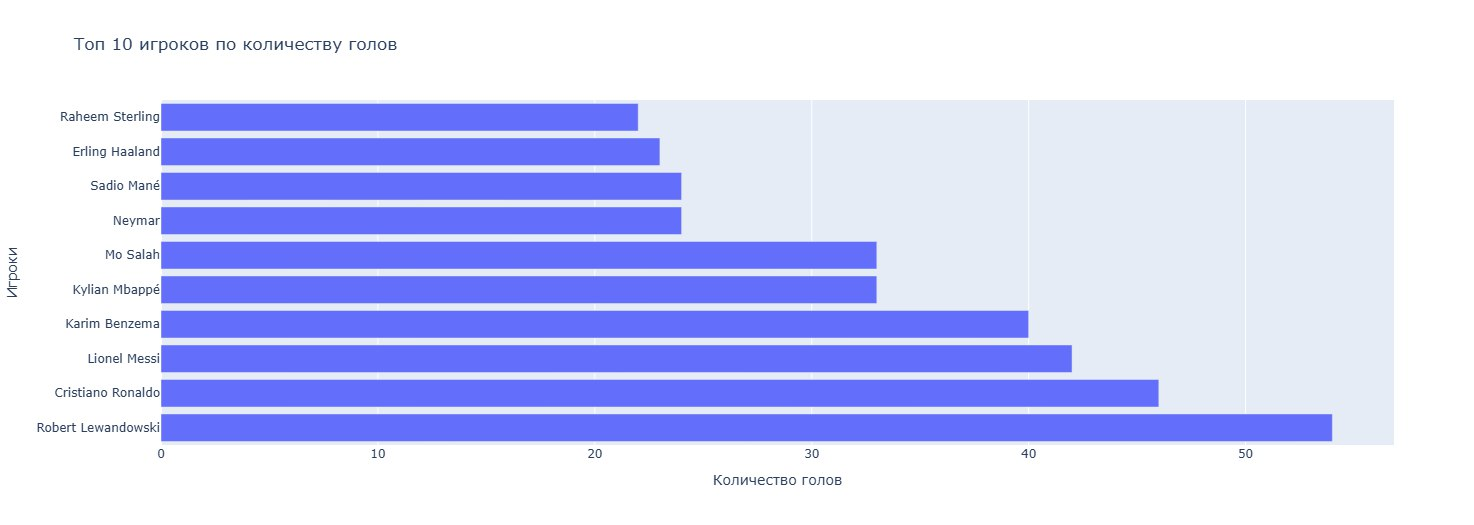 Топ 10 игроков по количеству голов
Raheem Sterling
Erling Haaland
Sadio Mané
Neymar
Mo Salah
Kylian Mbappé
Karim Benzema
Lionel Messi
Cristiano Ronaldo
Robert Lewandowski
Игроки
0 10 20 30 40 50
Количество голов